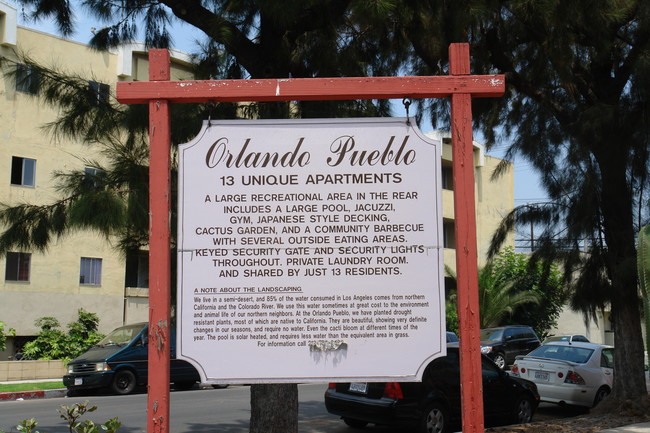 Orlando Pueblo
13 UNIQUE APARTMENTS
A LARGE RECREATIONAL AREA IN THE REAR
INCLUDES A LARGE POOL, JACUZZI,
GYM, JAPANESE STYLE DECKING,
CACTUS GARDEN, AND A COMMUNITY BARBECUE
WITH SEVERAL OUTSIDE EATING AREAS.
KEYED SECURITY GATE AND SECURITY LIGHTS
THROUGHOUT. PRIVATE LAUNDRY ROOM.
AND SHARED BY JUST 13 RESIDENTS.
A NOTE ABOUT THE LANDSCAPING
We live in a semi-desert, and 85% of the water consumed in Los Angeles comes from northern
California and the Colorado River. We use this water sometimes at great cost to the environment
and animal life of our northern neighbors. At the Orlando Pueblo, we have planted drought
resistant plants, most of which are native to California. They are beautiful, showing very definite
changes in our seasons, and require no water. Even the cacti bloom at different times of the
year. The pool is solar heated, and requires less water than the equivalent area in grass.
For information call